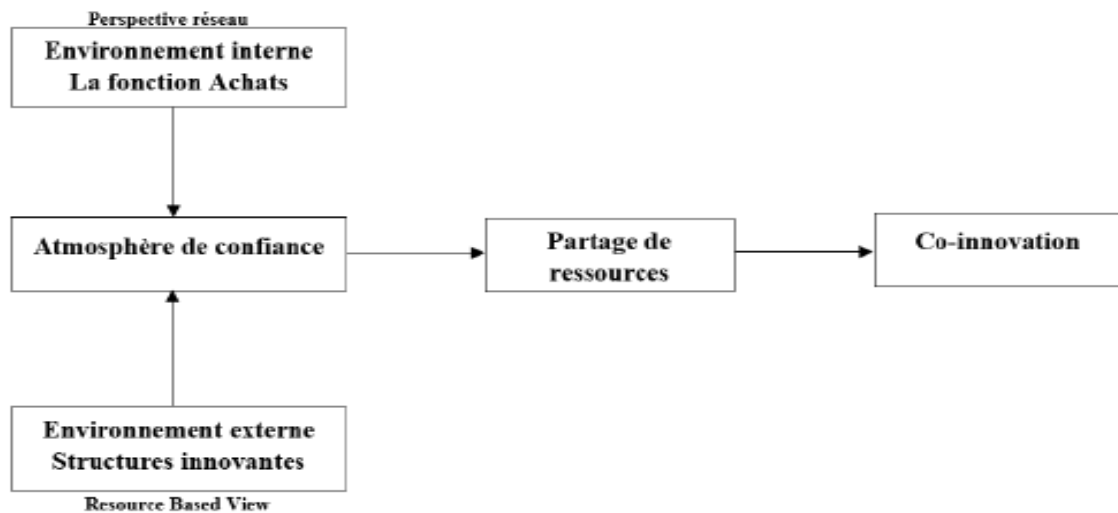 Perspective réseau
Environnement interne
La fonction Achats
Atmosphère de confiance
Partage de
ressources
Co-innovation
Environnement externe
Structures innovantes
Resource Based View